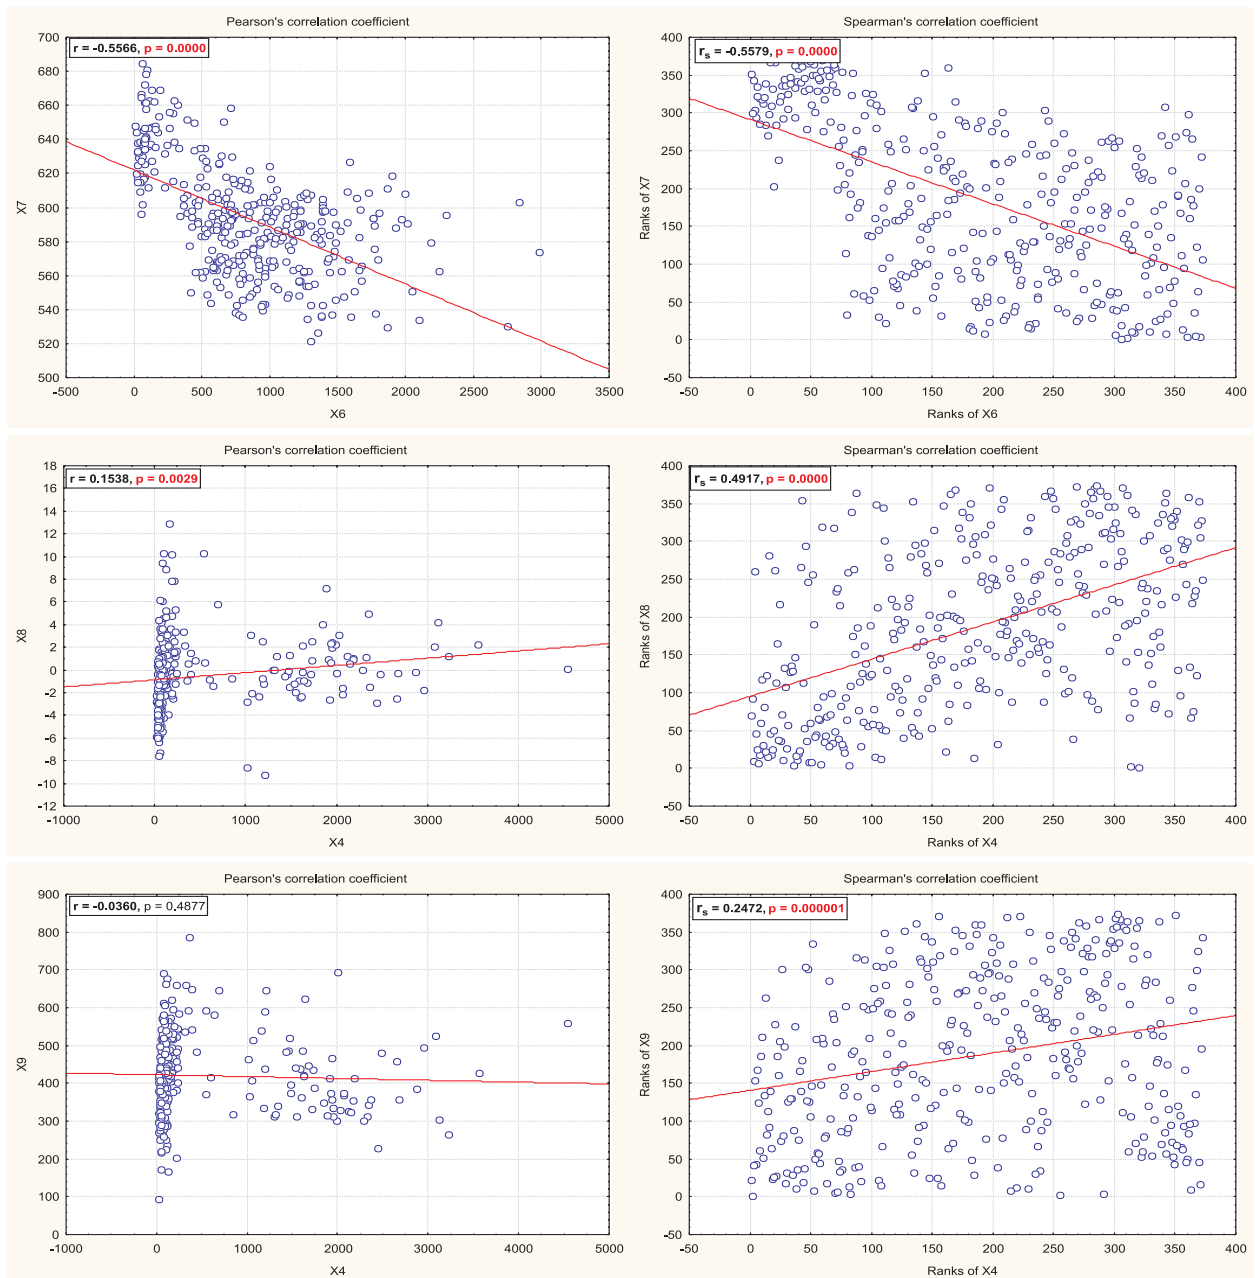 Pearson's correlation coefficient
r = -0.5566, p = 0.0000
700
680
660
640
620
600
580
560
540
520
500
-500 0 500 1000 1500 2000 2500 3000 3500
X7
X6
Spearman's correlation coefficient
rs = -0.5579, p = 0.0000
400
350
300
250
200
150
100
50
0
-50
-50 0 50 100 150 200 250 300 350 400
Ranks of X7
Ranks of X6
Pearson's correlation coefficient
r = 0.1538, p = 0.0029
18
16
14
12
10
8
6
4
2
0
-2
-4
-6
-8
-10
-12
-1000 0 1000 2000 3000 4000 5000
X8
X4
Spearman's correlation coefficient
rs = 0.4917, p = 0.0000
400
350
300
250
200
150
100
50
0
-50
-50 0 50 100 150 200 250 300 350 400
Ranks of X8
Ranks of X4
Pearson's correlation coefficient
r = -0.0360, p = 0.4877
900
800
700
600
500
400
300
200
100
0
-1000 0 1000 2000 3000 4000 5000
X9
X4
Spearman's correlation coefficient
rs = 0.2472, p = 0.000001
400
350
300
250
200
150
100
50
0
-50
-50 0 50 100 150 200 250 300 350 400
Ranks of X9
Ranks of X4